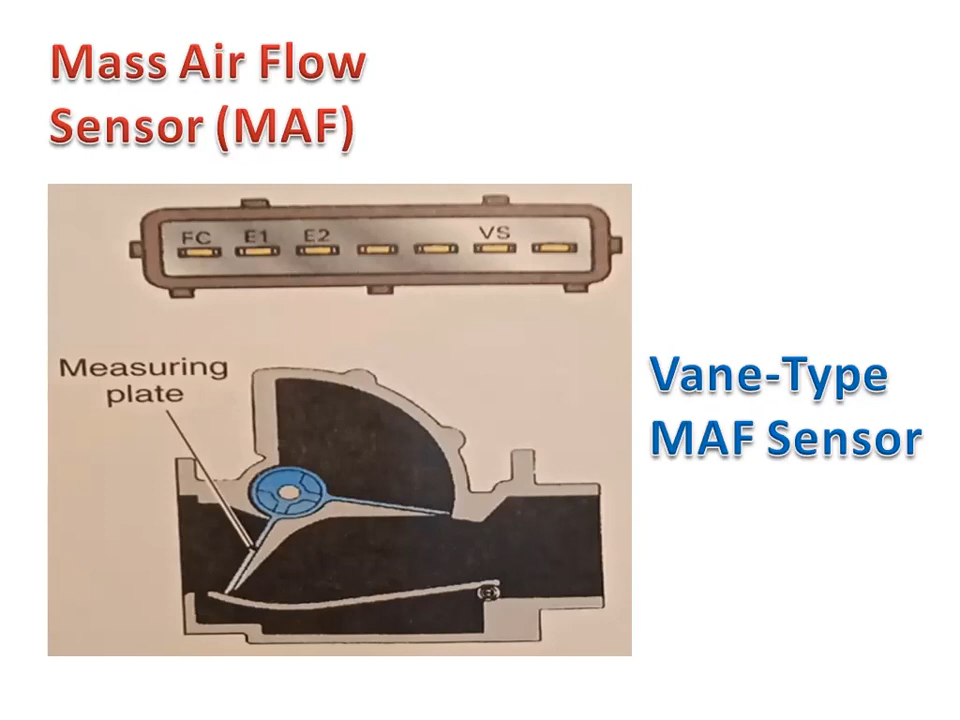 Mass Air Flow
Sensor (MAF)
FC E1 E2 VS
Measuring
plate
Vane-Type
MAF Sensor